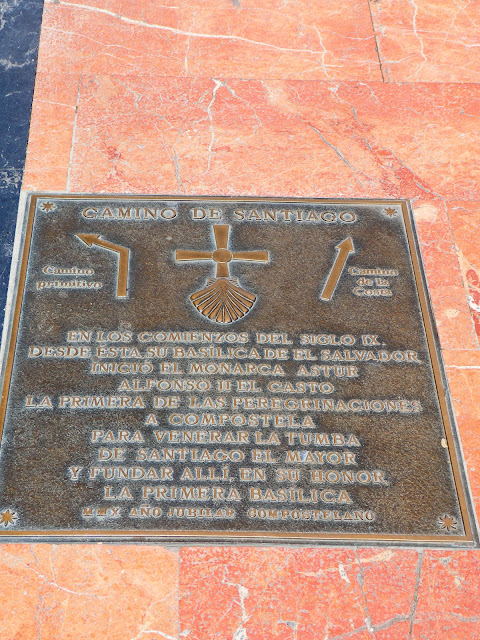 CAMINO DE SANTIAGO
Camino
primitivo
Camino
de la
Costa
EN LOS COMIENZOS DEL SIGLO IX.
DESDE ESTA SU BASÍLICA DE EL SALVADOR
INICIÓ EL MONARCA ASTUR
ALFONSO II EL CASTO
LA PRIMERA DE LAS PEREGRINACIONES
A COMPOSTELA
PARA VENERAR LA TUMBA
DE SANTIAGO EL MAYOR
Y FUNDAR ALLÍ, EN SU HONOR,
LA PRIMERA BASÍLICA
MMX AÑO JUBILAR COMPOSTELANO